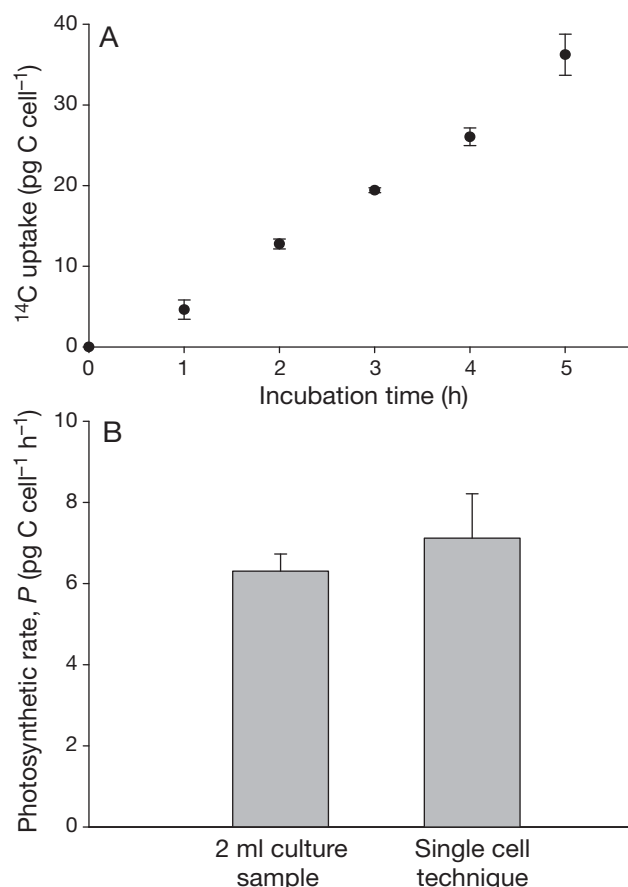 A
40
30
20
10
0
¹⁴C uptake (pg C cell⁻¹)
0 1 2 3 4 5
Incubation time (h)
B
10
8
6
4
2
0
Photosynthetic rate, P (pg C cell⁻¹ h⁻¹)
2 ml culture
sample
Single cell
technique